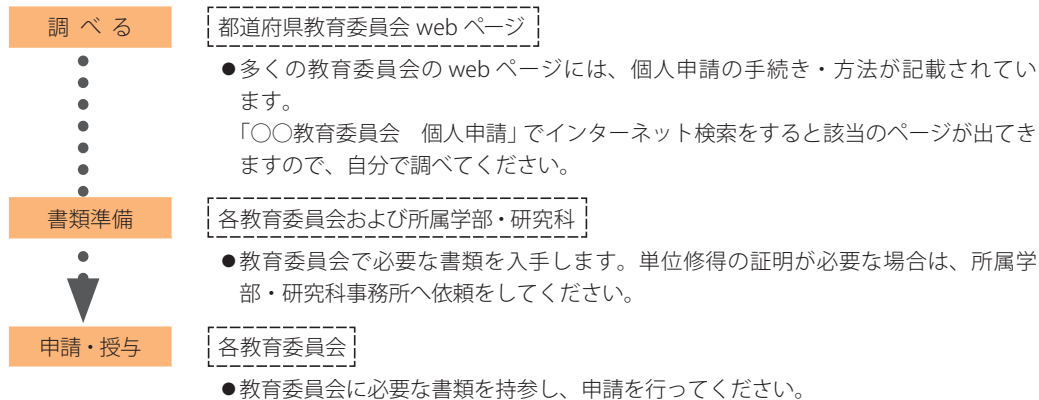 調べる
都道府県教育委員会 web ページ
●多くの教育委員会の web ページには、個人申請の手続き・方法が記載されてい
ます。
「○○教育委員会　個人申請」でインターネット検索をすると該当のページが出てき
ますので、自分で調べてください。
書類準備
各教育委員会および所属学部・研究科
●教育委員会で必要な書類を入手します。単位修得の証明が必要な場合は、所属学
部・研究科事務所へ依頼をしてください。
申請・授与
各教育委員会
●教育委員会に必要な書類を持参し、申請を行ってください。